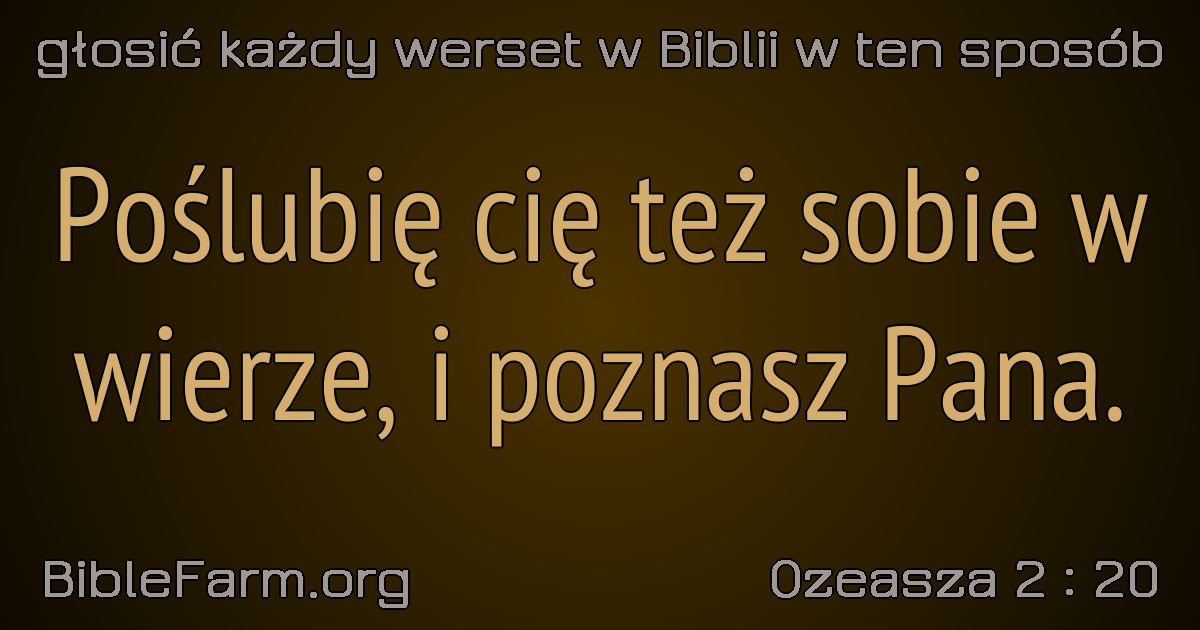 głosić każdy werset w Biblii w ten sposób
Poślubię cię też sobie w
wierze, i poznasz Pana.
BibleFarm.org
Ozeasza 2 : 20